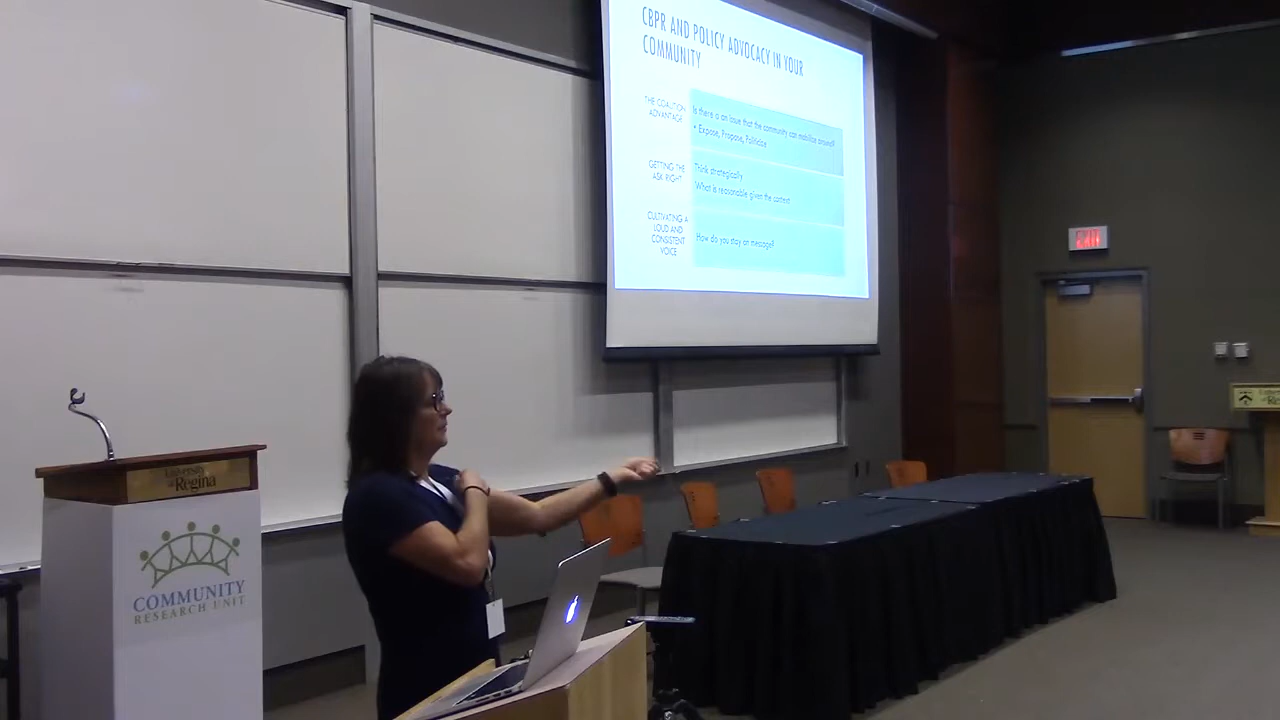 CBPR AND POLICY ADVOCACY IN YOUR
COMMUNITY
THE COALITION
ADVANTAGE
Is there a an issue that the community can mobilize around?
• Expose, Propose, Politicize
GETTING THE
ASK RIGHT
Think strategically
What is reasonable given the context
CULTIVATING A
LOUD AND
CONSISTENT
VOICE
How do you stay on message?
EXIT
University
of Regina
COMMUNITY
RESEARCH UNIT
University